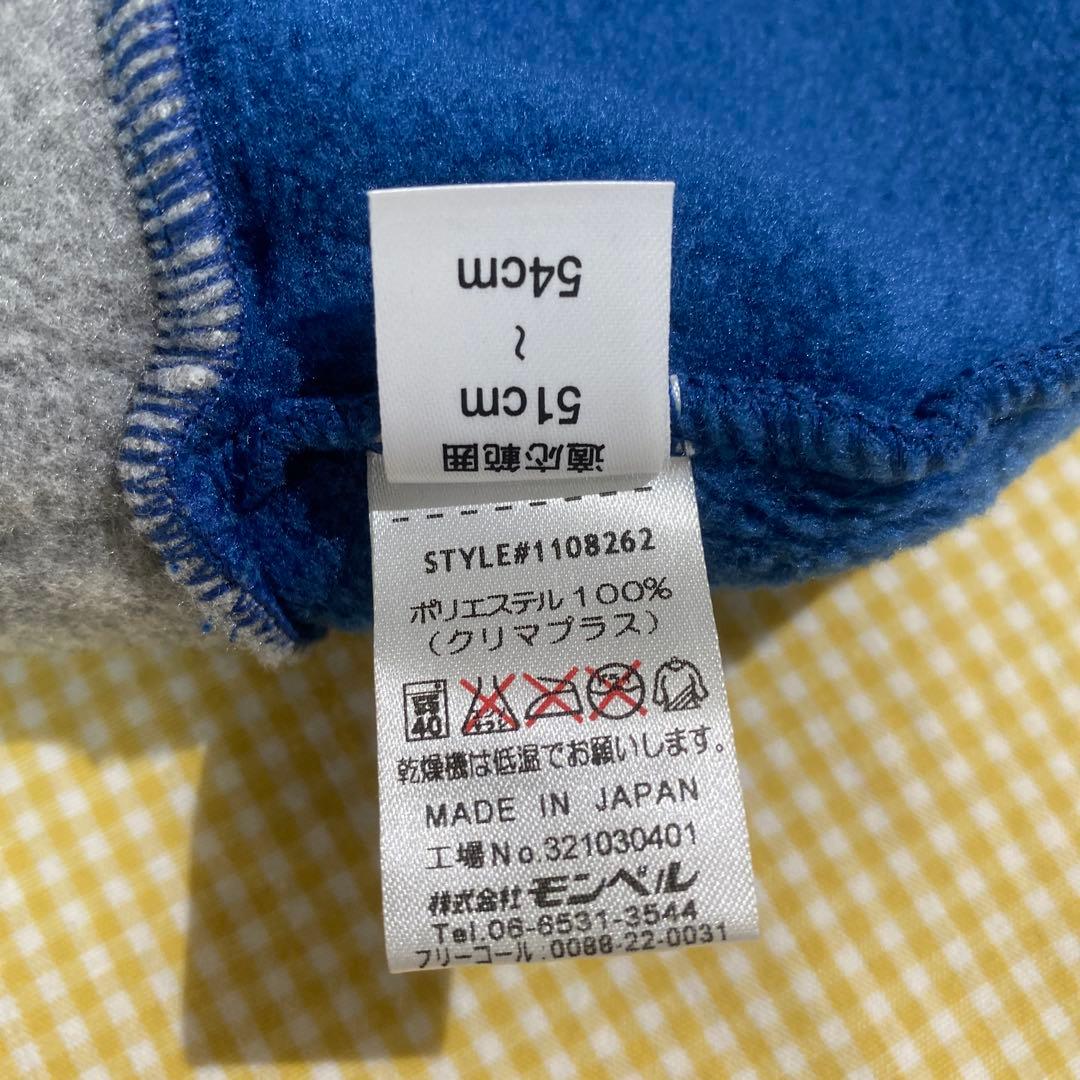 適応範囲
51cm
~
54cm
STYLE#1108262
ポリエステル100%
(クリマプラス)
40
乾燥機は低温でお願いします。
MADE IN JAPAN
工場No.321030401
株式会社モンベル
Tel.06-6531-3544
フリーコール:0088-22-0031